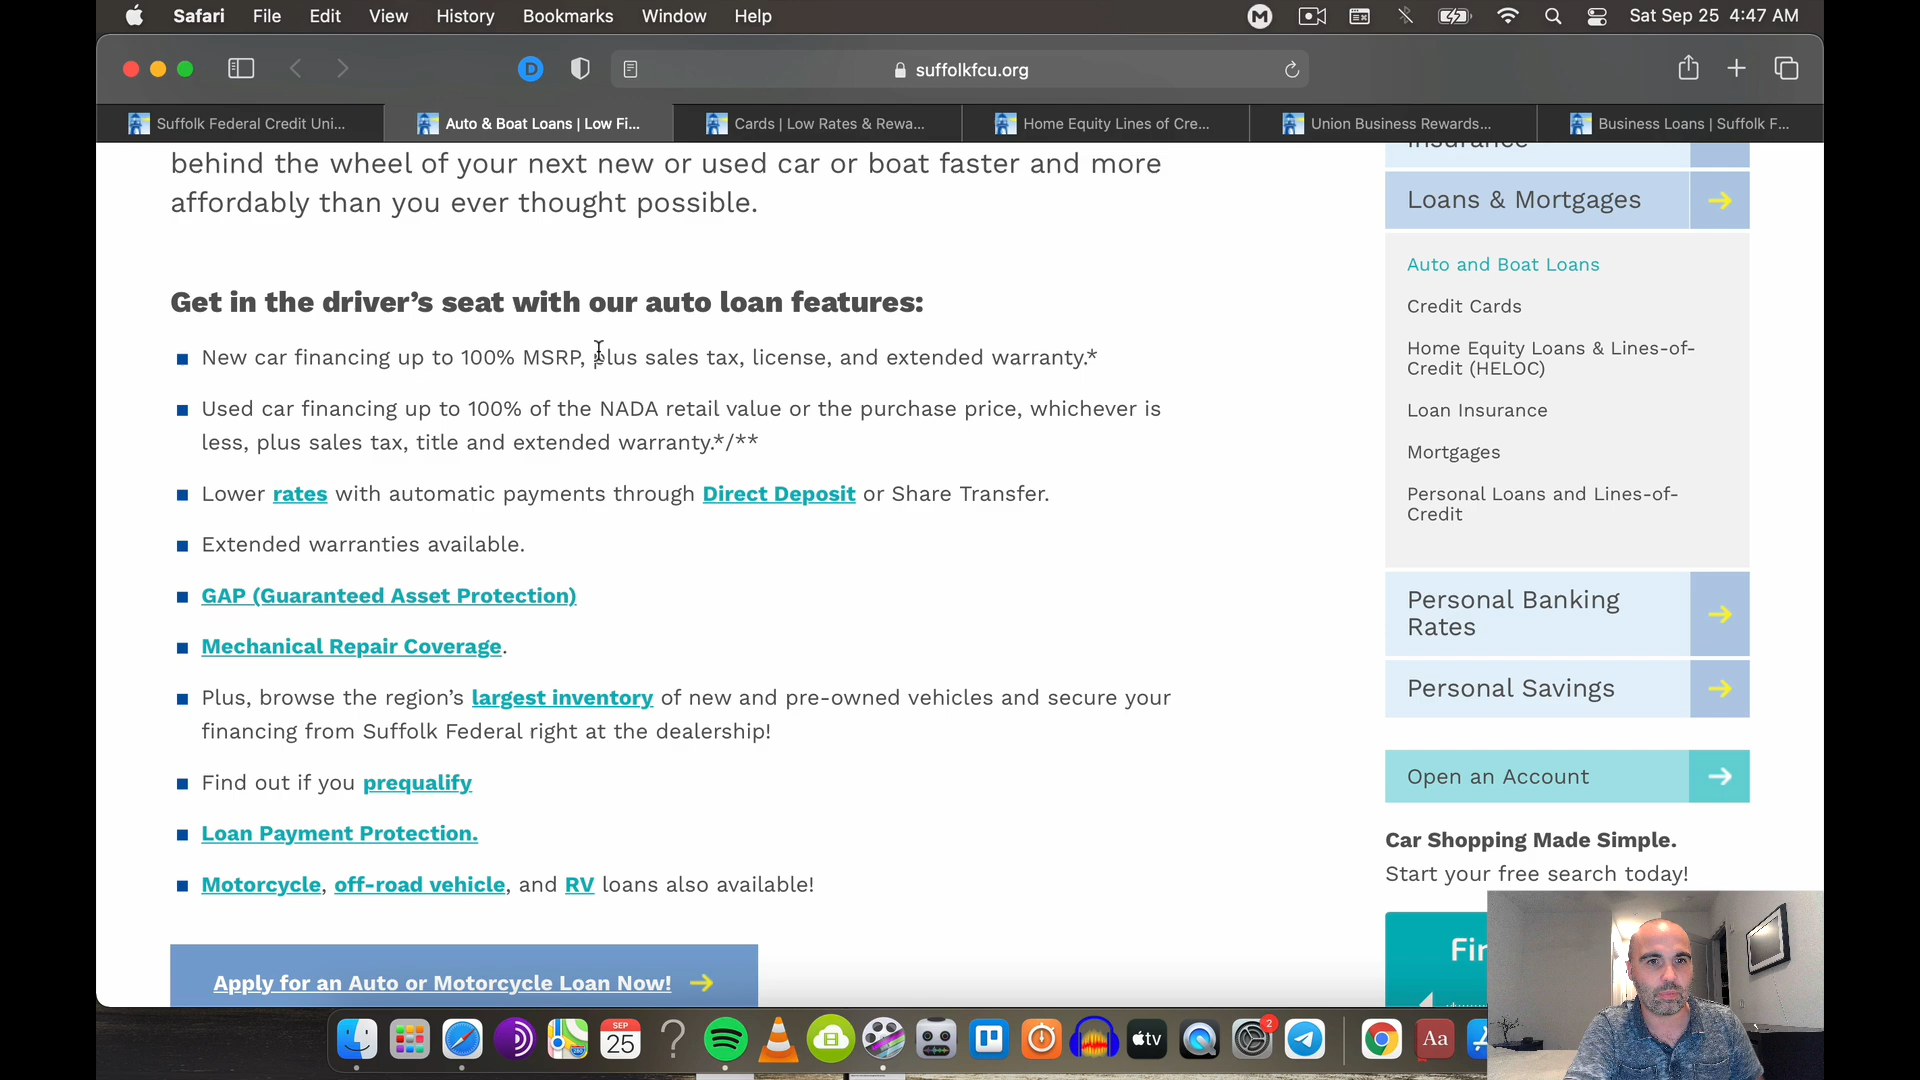 Safari File Edit View History Bookmarks Window Help Sat Sep 25 4:47 AM
suffolkfcu.org
Suffolk Federal Credit Uni... Auto & Boat Loans | Low Fi... Cards | Low Rates & Rewa... Home Equity Lines of Cre... Union Business Rewards... Business Loans | Suffolk F...
behind the wheel of your next new or used car or boat faster and more
affordably than you ever thought possible.
Get in the driver’s seat with our auto loan features:
New car financing up to 100% MSRP, plus sales tax, license, and extended warranty.*
Used car financing up to 100% of the NADA retail value or the purchase price, whichever is
less, plus sales tax, title and extended warranty.*/**
Lower rates with automatic payments through Direct Deposit or Share Transfer.
Extended warranties available.
GAP (Guaranteed Asset Protection)
Mechanical Repair Coverage.
Plus, browse the region’s largest inventory of new and pre-owned vehicles and secure your
financing from Suffolk Federal right at the dealership!
Find out if you prequalify
Loan Payment Protection.
Motorcycle, off-road vehicle, and RV loans also available!
Apply for an Auto or Motorcycle Loan Now!
Insurance
Loans & Mortgages
Auto and Boat Loans
Credit Cards
Home Equity Loans & Lines-of-
Credit (HELOC)
Loan Insurance
Mortgages
Personal Loans and Lines-of-
Credit
Personal Banking
Rates
Personal Savings
Open an Account
Car Shopping Made Simple.
Start your free search today!
SEP
25
tv
2
Aa